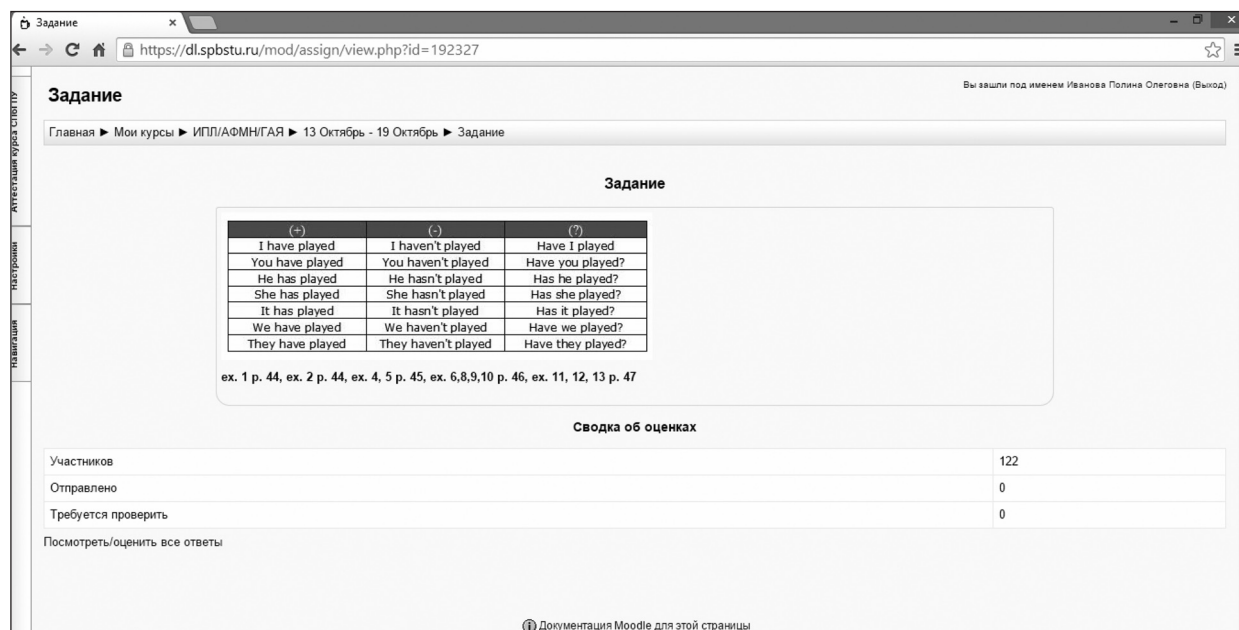 Задание
https://dl.spbstu.ru/mod/assign/view.php?id=192327
Задание
Вы зашли под именем Иванова Полина Олеговна (Выход)
Главная ► Мои курсы ► ИПЛ/АФМН/ГАЯ ► 13 Октябрь - 19 Октябрь ► Задание
Аттестация курса СПбГПУ
Настройки
Навигация
Задание
(+) (-) (?)
I have played I haven't played Have I played
You have played You haven't played Have you played?
He has played He hasn't played Has he played?
She has played She hasn't played Has she played?
It has played It hasn't played Has it played?
We have played We haven't played Have we played?
They have played They haven't played Have they played?
ex. 1 p. 44, ex. 2 p. 44, ex. 4, 5 p. 45, ex. 6,8,9,10 p. 46, ex. 11, 12, 13 p. 47
Сводка об оценках
Участников 122
Отправлено 0
Требуется проверить 0
Посмотреть/оценить все ответы
Документация Moodle для этой страницы